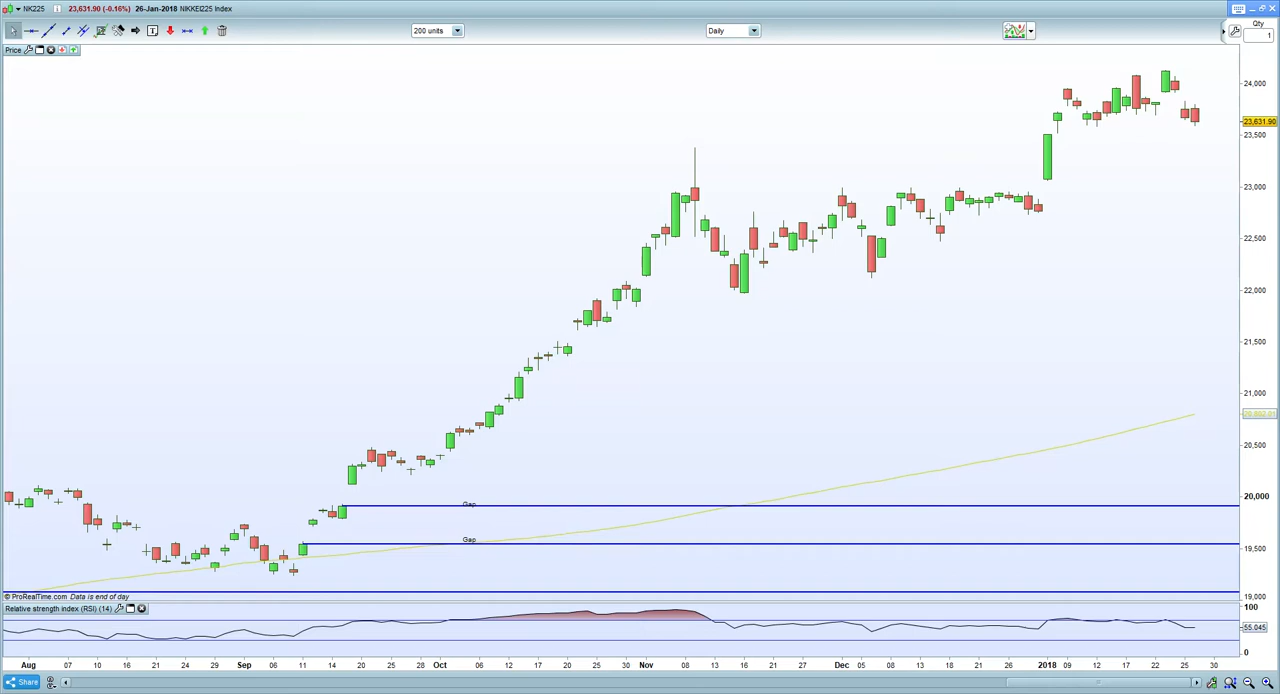 NK225 23,631.90 (-0.16%) 26-Jan-2018 NIKKEI225 Index
200 units Daily Qty
1
Price
24,000
23,631.90
23,500
23,000
22,500
22,000
21,500
21,000
20,500
20,000
Gap
Gap
19,500
19,000
© ProRealTime.com Data is end of day
Relative strength index (RSI) (14)
100
55.045
0
Aug 07 10 16 21 24 Sep 06 11 14 20 25 28 Oct 06 12 17 20 25 30 Nov 08 13 16 21 27 Dec 05 08 13 18 21 26 2018 09 12 17 22 25 30
Share